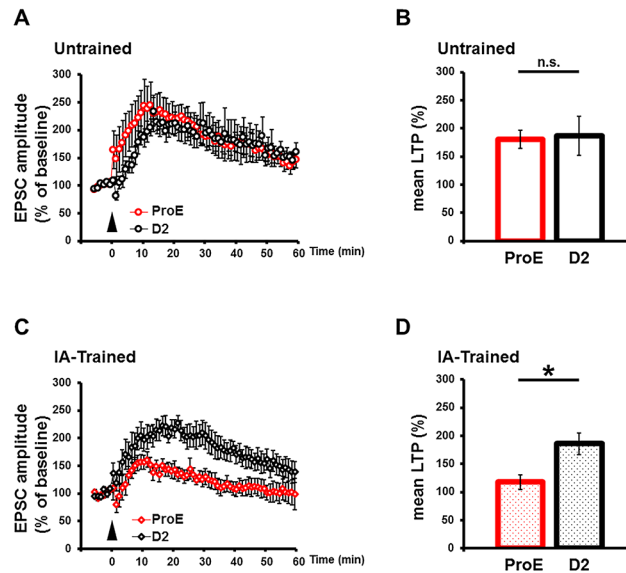 A
Untrained
EPSC amplitude
(% of baseline)
300
250
200
150
100
50
0
ProE
D2
0 10 20 30 40 50 60 Time (min)
B
Untrained
mean LTP (%)
300
250
200
150
100
50
0
n.s.
ProE D2
C
IA-Trained
EPSC amplitude
(% of baseline)
300
250
200
150
100
50
0
ProE
D2
0 10 20 30 40 50 60 Time (min)
D
IA-Trained
mean LTP (%)
300
250
200
150
100
50
0
*
ProE D2